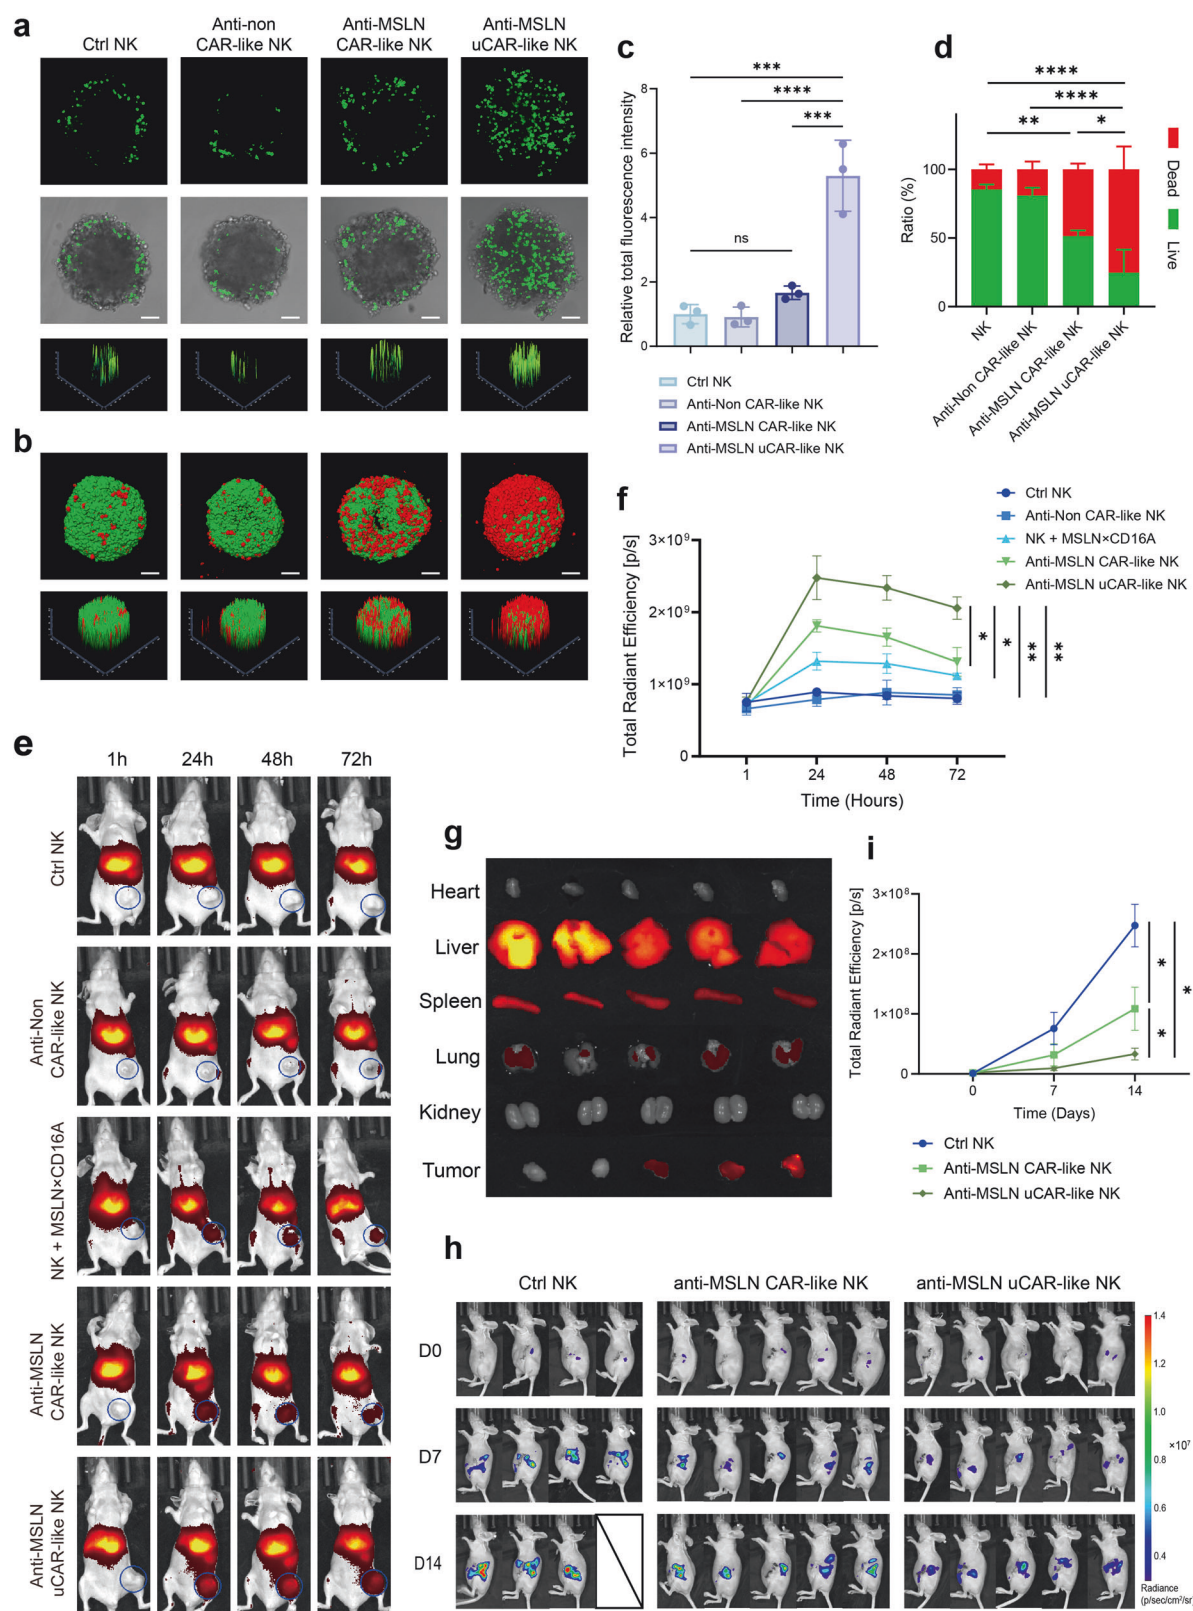 a
Ctrl NK
Anti-non
CAR-like NK
Anti-MSLN
CAR-like NK
Anti-MSLN
uCAR-like NK
b
c
Relative total fluorescence intensity
8
6
4
2
0
***
****
***
ns
Ctrl NK
Anti-Non CAR-like NK
Anti-MSLN CAR-like NK
Anti-MSLN uCAR-like NK
d
Ratio (%)
100
50
0
****
****
**
*
Dead
Live
NK
Anti-Non CAR-like NK
Anti-MSLN CAR-like NK
Anti-MSLN uCAR-like NK
e
1h
24h
48h
72h
Ctrl NK
Anti-Non
CAR-like NK
NK + MSLN×CD16A
Anti-MSLN
CAR-like NK
Anti-MSLN
uCAR-like NK
f
Ctrl NK
Anti-Non CAR-like NK
NK + MSLN×CD16A
Anti-MSLN CAR-like NK
Anti-MSLN uCAR-like NK
Total Radiant Efficiency [p/s]
3×10⁹
2×10⁹
1×10⁹
0
1
24
48
72
Time (Hours)
*
*
**
**
g
Heart
Liver
Spleen
Lung
Kidney
Tumor
i
Total Radiant Efficiency [p/s]
3×10⁸
2×10⁸
1×10⁸
0
0
7
14
Time (Days)
*
*
*
Ctrl NK
Anti-MSLN CAR-like NK
Anti-MSLN uCAR-like NK
h
Ctrl NK
anti-MSLN CAR-like NK
anti-MSLN uCAR-like NK
D0
D7
D14
1.4
1.2
1.0
×10⁷
0.8
0.6
0.4
Radiance
(p/sec/cm²/sr)